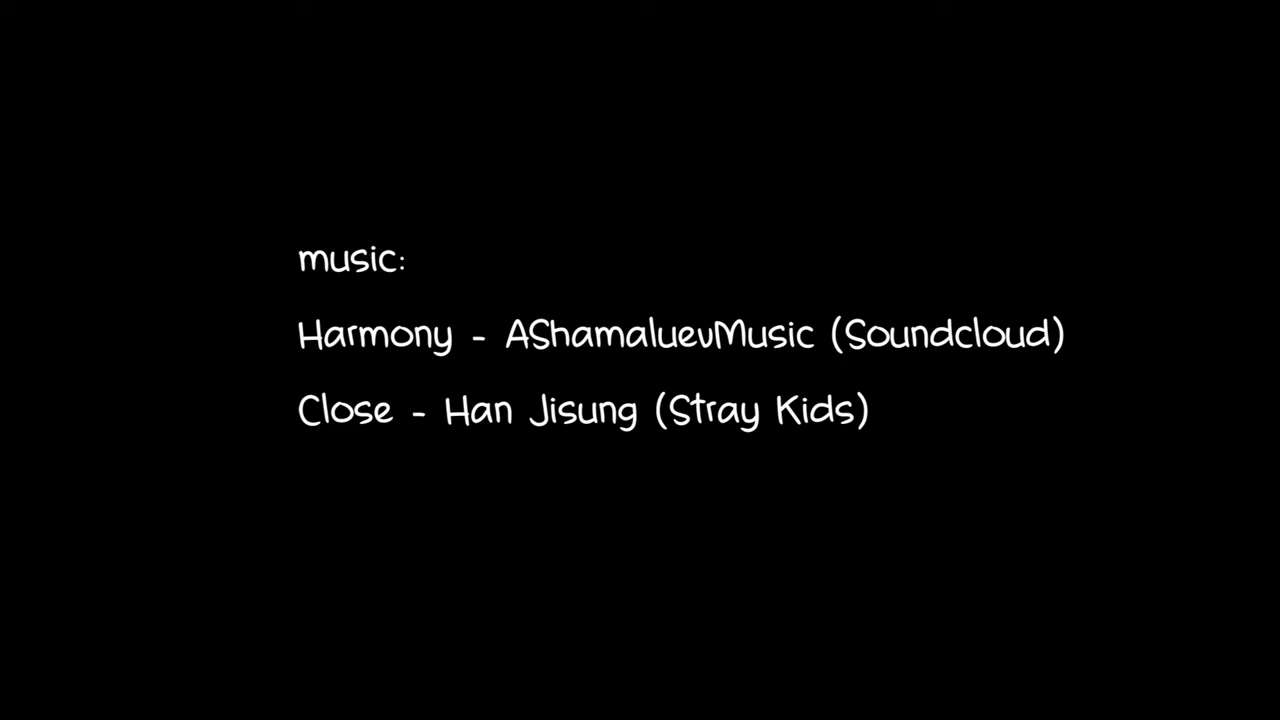 music:
Harmony - AShamaluevMusic (Soundcloud)
Close - Han Jisung (Stray Kids)